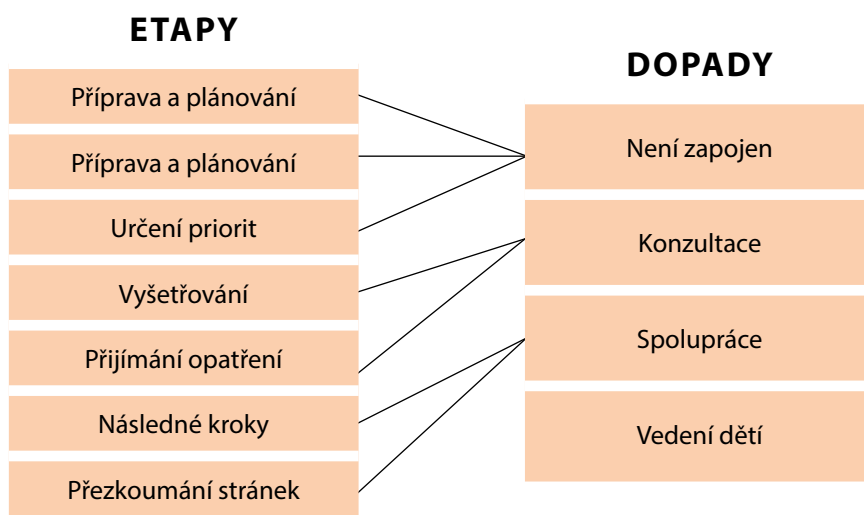 ETAPY
Příprava a plánování
Příprava a plánování
Určení priorit
Vyšetřování
Přijímání opatření
Následné kroky
Přezkoumání stránek
DOPADY
Není zapojen
Konzultace
Spolupráce
Vedení dětí